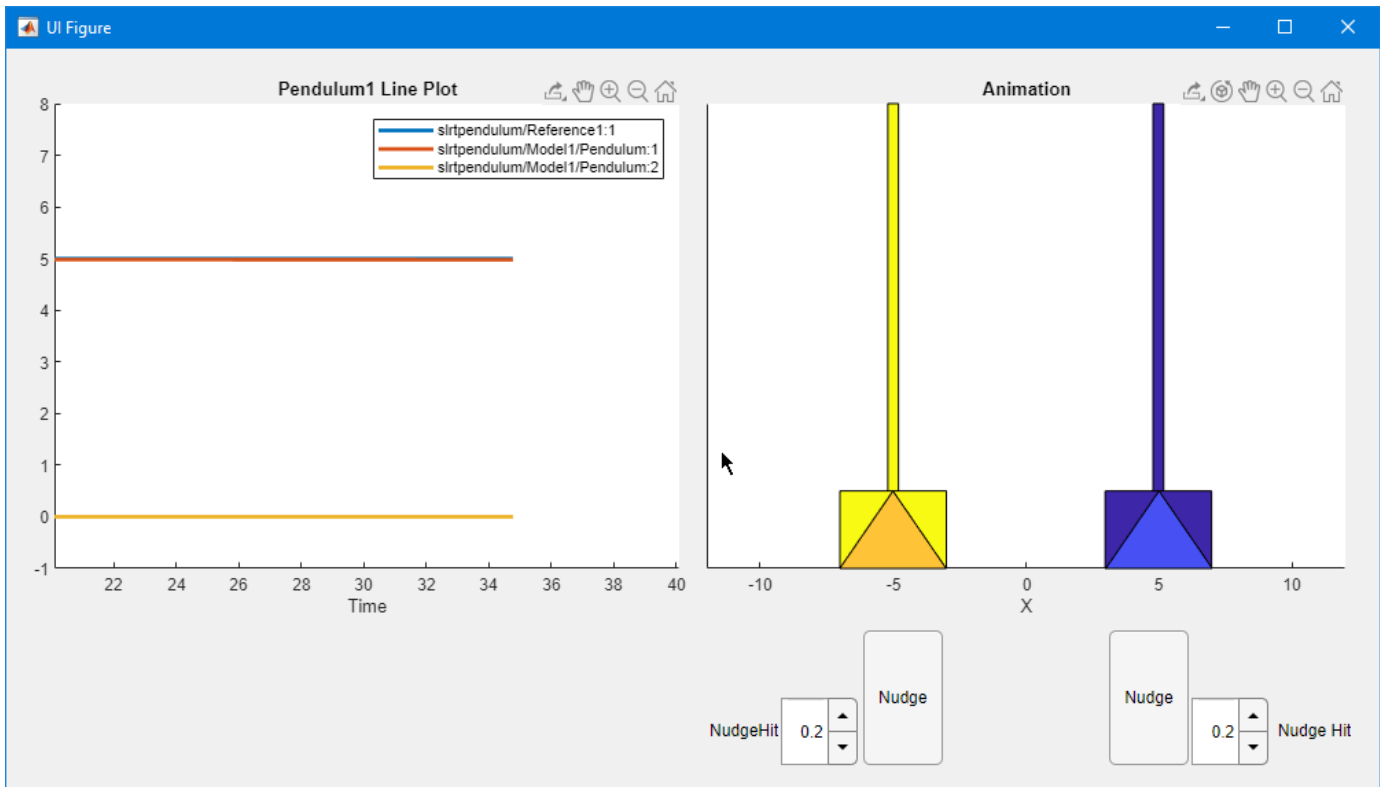 UI Figure
Pendulum1 Line Plot
8
7
6
5
4
3
2
1
0
-1
slrtpendulum/Reference1:1
slrtpendulum/Model1/Pendulum:1
slrtpendulum/Model1/Pendulum:2
22 24 26 28 30 32 34 36 38 40
Time
Animation
-10 -5 0 5 10
X
NudgeHit 0.2 Nudge
Nudge 0.2 Nudge Hit